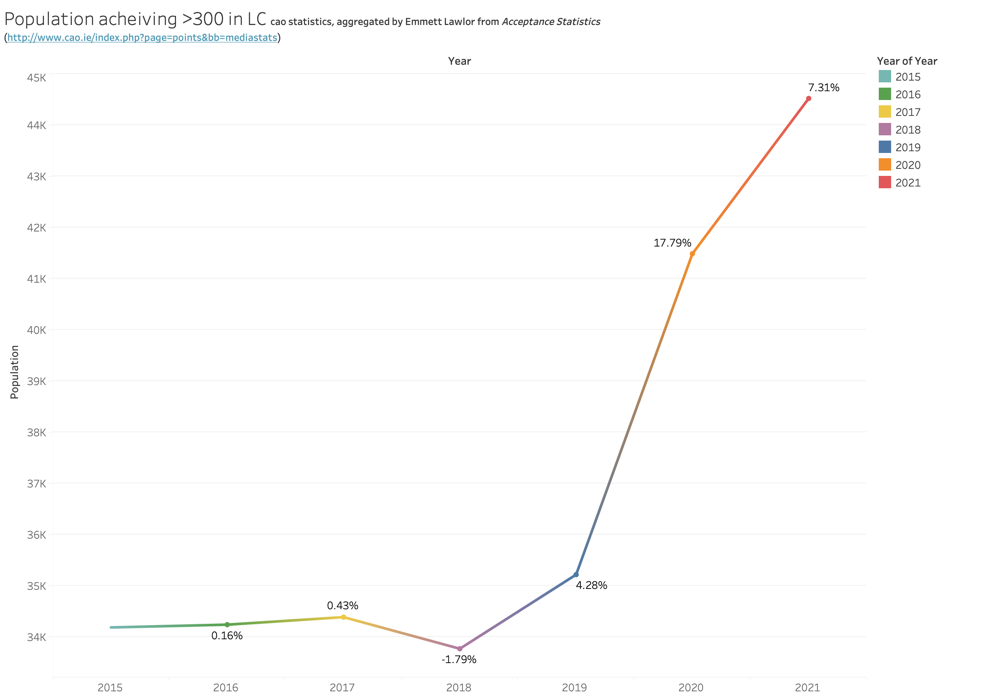 Population acheiving >300 in LC cao statistics, aggregated by Emmett Lawlor from Acceptance Statistics
(http://www.cao.ie/index.php?page=points&bb=mediastats)
Year
Year of Year
2015
2016
2017
2018
2019
2020
2021
45K
44K
43K
42K
41K
40K
39K
38K
37K
36K
35K
34K
Population
0.16%
0.43%
-1.79%
4.28%
17.79%
7.31%
2015
2016
2017
2018
2019
2020
2021